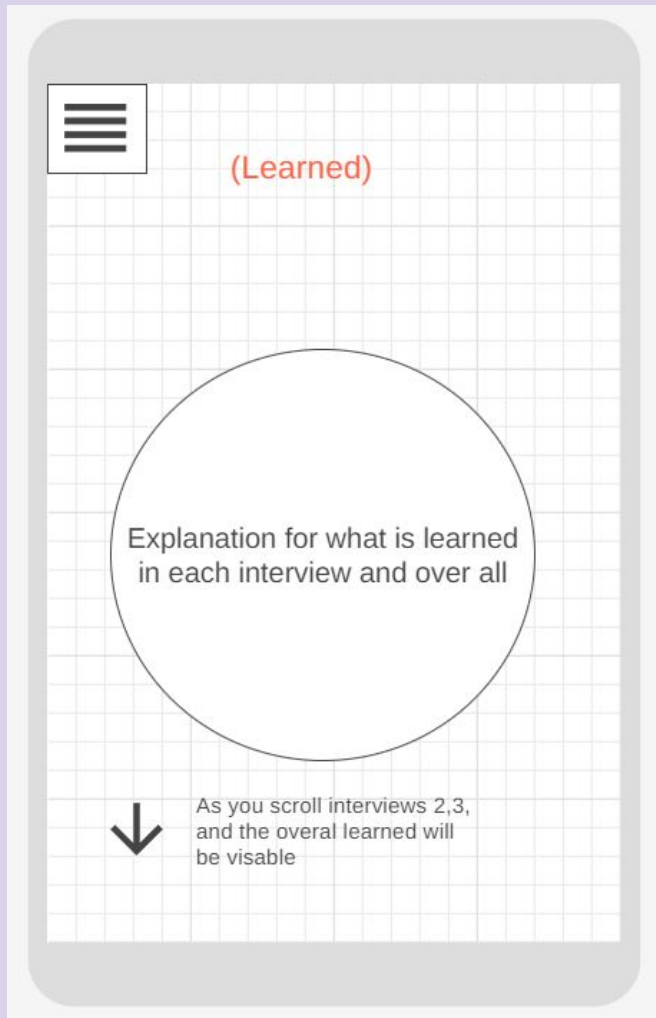 (Learned)
Explanation for what is learned
in each interview and over all
As you scroll interviews 2,3,
and the overal learned will
be visable